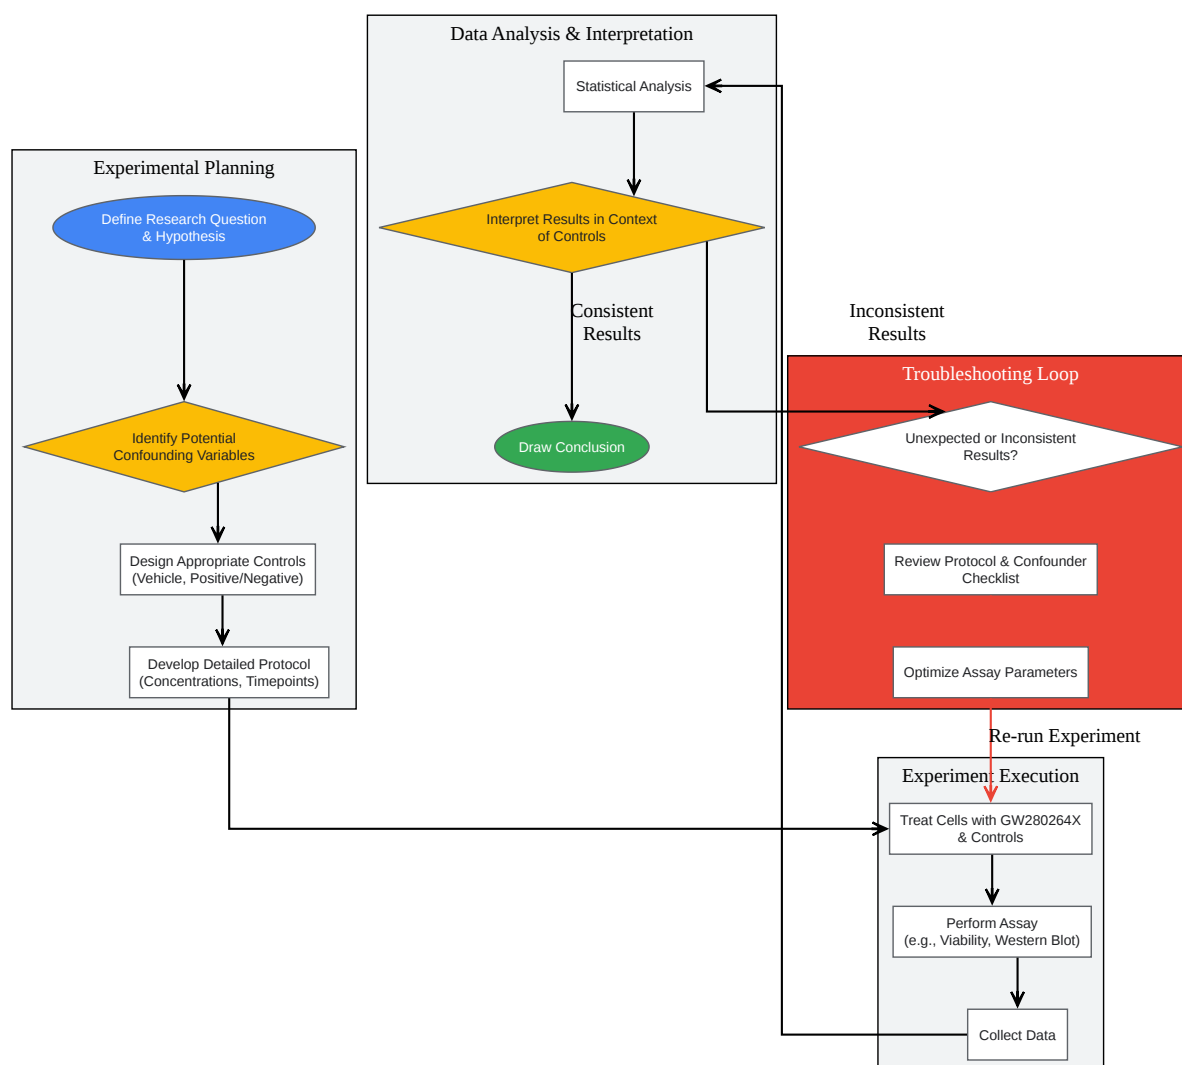 Experimental Planning
Define Research Question
& Hypothesis
Identify Potential
Confounding Variables
Design Appropriate Controls
(Vehicle, Positive/Negative)
Develop Detailed Protocol
(Concentrations, Timepoints)
Data Analysis & Interpretation
Statistical Analysis
Interpret Results in Context
of Controls
Consistent
Results
Draw Conclusion
Inconsistent
Results
Troubleshooting Loop
Unexpected or Inconsistent
Results?
Review Protocol & Confounder
Checklist
Optimize Assay Parameters
Re-run Experiment
Experiment Execution
Treat Cells with GW280264X
& Controls
Perform Assay
(e.g., Viability, Western Blot)
Collect Data